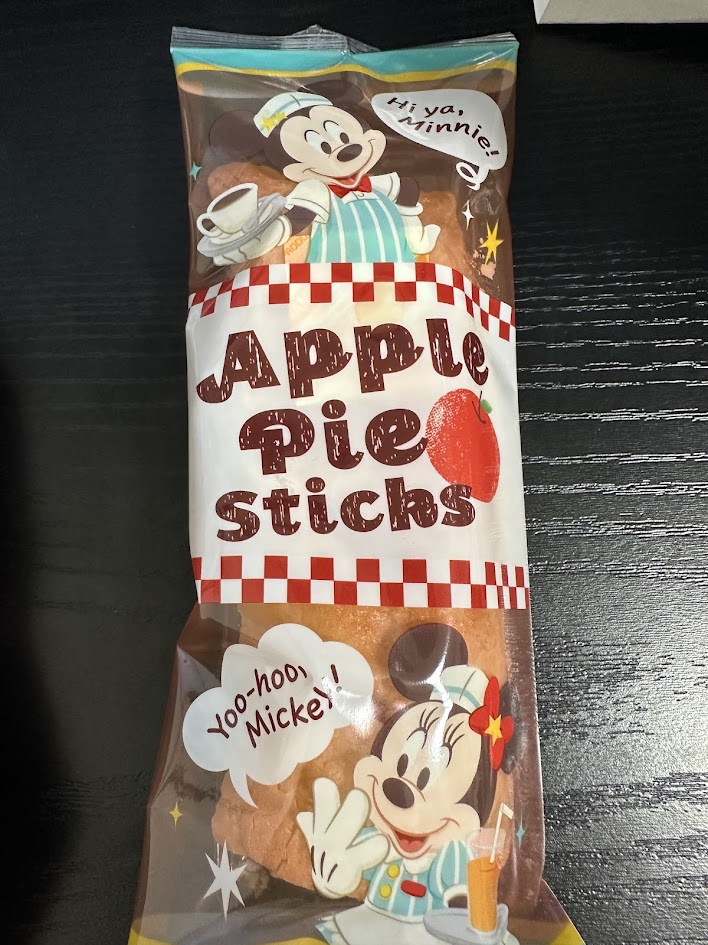 Hi ya,
Minnie!
Apple
Pie
Sticks
Yoo-hoo,
Mickey!